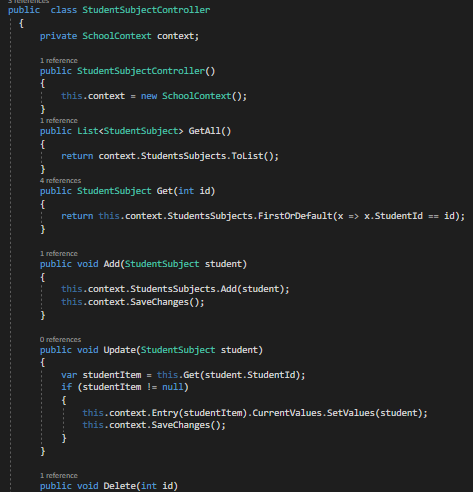 3 references
public class StudentSubjectController
{
private SchoolContext context;
1 reference
public StudentSubjectController()
{
this.context = new SchoolContext();
}
1 reference
public List<StudentSubject> GetAll()
{
return context.StudentsSubjects.ToList();
}
4 references
public StudentSubject Get(int id)
{
return this.context.StudentsSubjects.FirstOrDefault(x => x.StudentId == id);
}
1 reference
public void Add(StudentSubject student)
{
this.context.StudentsSubjects.Add(student);
this.context.SaveChanges();
}
0 references
public void Update(StudentSubject student)
{
var studentItem = this.Get(student.StudentId);
if (studentItem != null)
{
this.context.Entry(studentItem).CurrentValues.SetValues(student);
this.context.SaveChanges();
}
}
1 reference
public void Delete(int id)